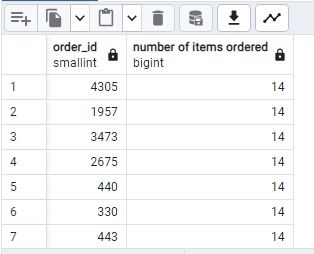 order_id number of items ordered
smallint bigint
1 4305 14
2 1957 14
3 3473 14
4 2675 14
5 440 14
6 330 14
7 443 14